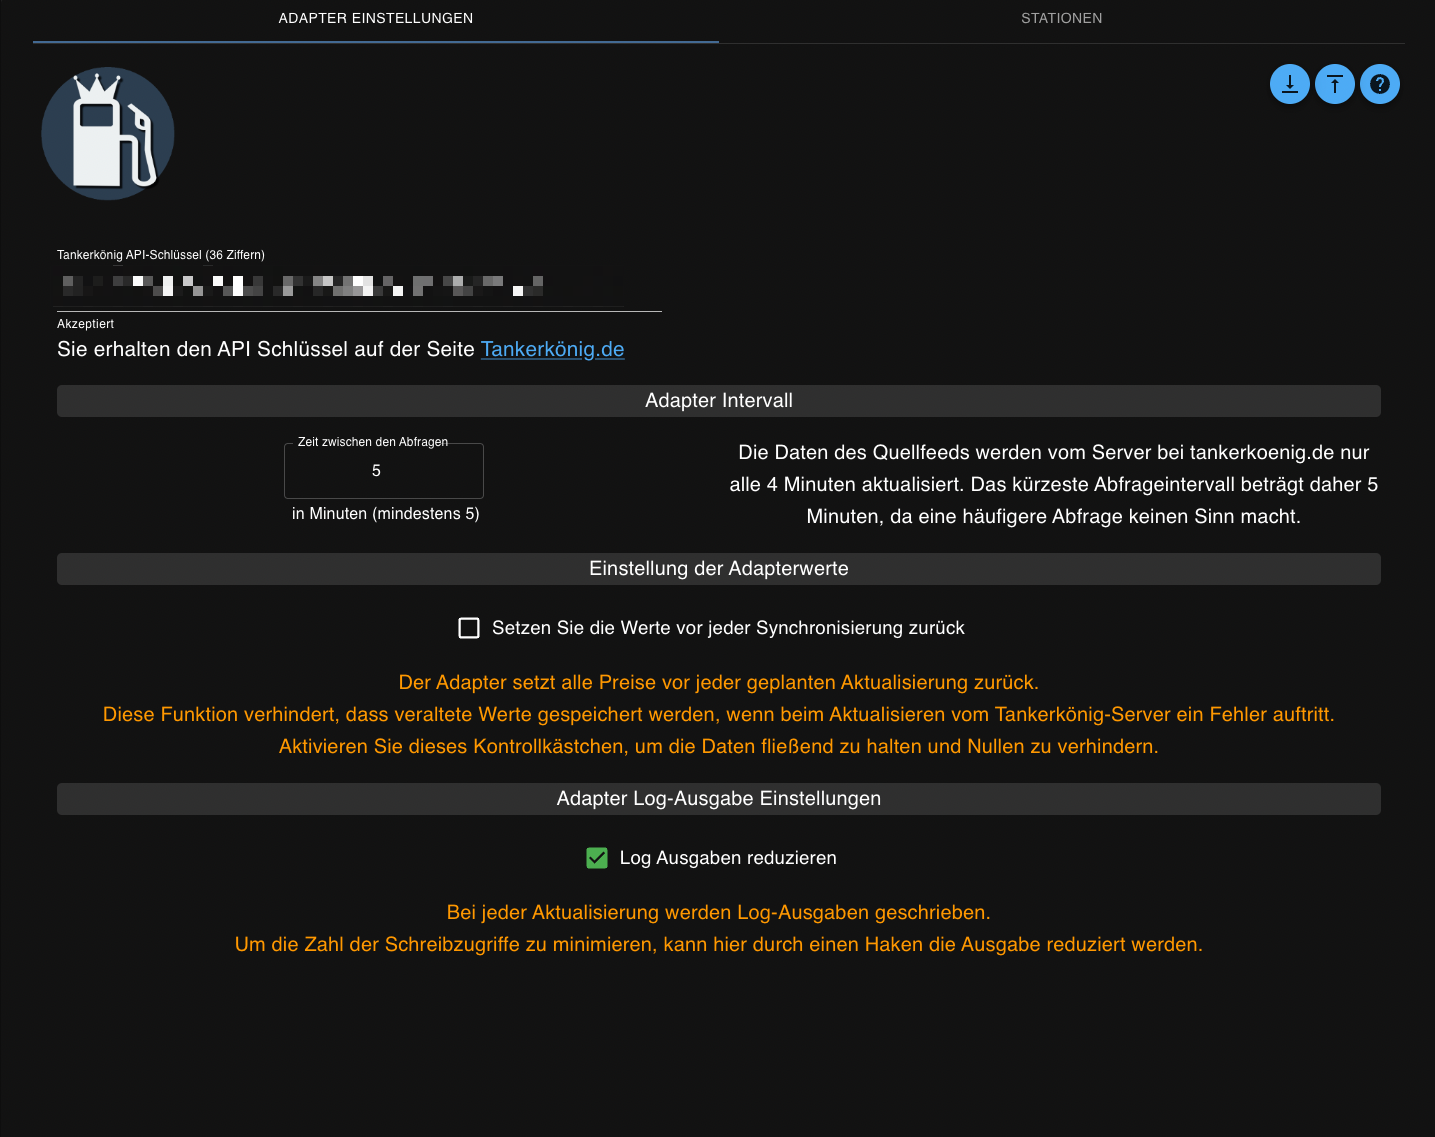 ADAPTER EINSTELLUNGEN
STATIONEN
Tankerkönig API-Schlüssel (36 Ziffern)
Akzeptiert
Sie erhalten den API Schlüssel auf der Seite Tankerkönig.de
Adapter Intervall
Zeit zwischen den Abfragen
5
in Minuten (mindestens 5)
Die Daten des Quellfeeds werden vom Server bei tankerkoenig.de nur
alle 4 Minuten aktualisiert. Das kürzeste Abfrageintervall beträgt daher 5
Minuten, da eine häufigere Abfrage keinen Sinn macht.
Einstellung der Adapterwerte
Setzen Sie die Werte vor jeder Synchronisierung zurück
Der Adapter setzt alle Preise vor jeder geplanten Aktualisierung zurück.
Diese Funktion verhindert, dass veraltete Werte gespeichert werden, wenn beim Aktualisieren vom Tankerkönig-Server ein Fehler auftritt.
Aktivieren Sie dieses Kontrollkästchen, um die Daten fließend zu halten und Nullen zu verhindern.
Adapter Log-Ausgabe Einstellungen
Log Ausgaben reduzieren
Bei jeder Aktualisierung werden Log-Ausgaben geschrieben.
Um die Zahl der Schreibzugriffe zu minimieren, kann hier durch einen Haken die Ausgabe reduziert werden.